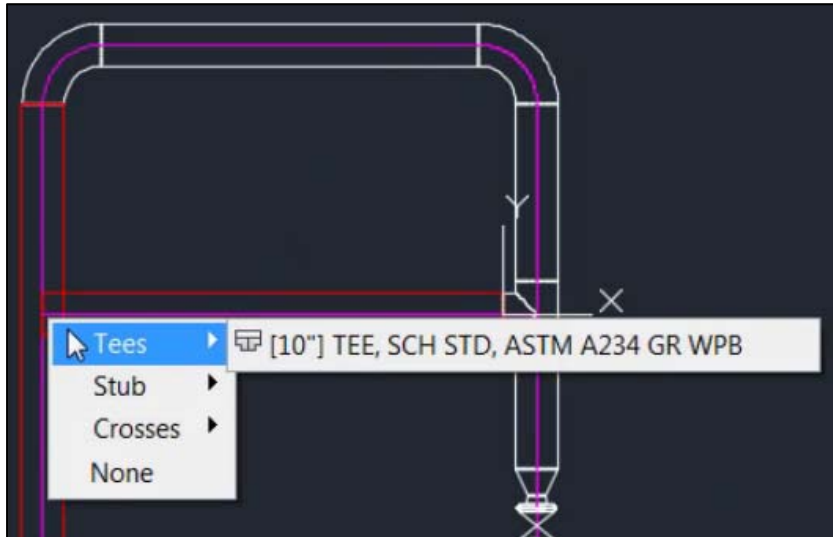 Y
X
Tees [10"] TEE, SCH STD, ASTM A234 GR WPB
Stub
Crosses
None